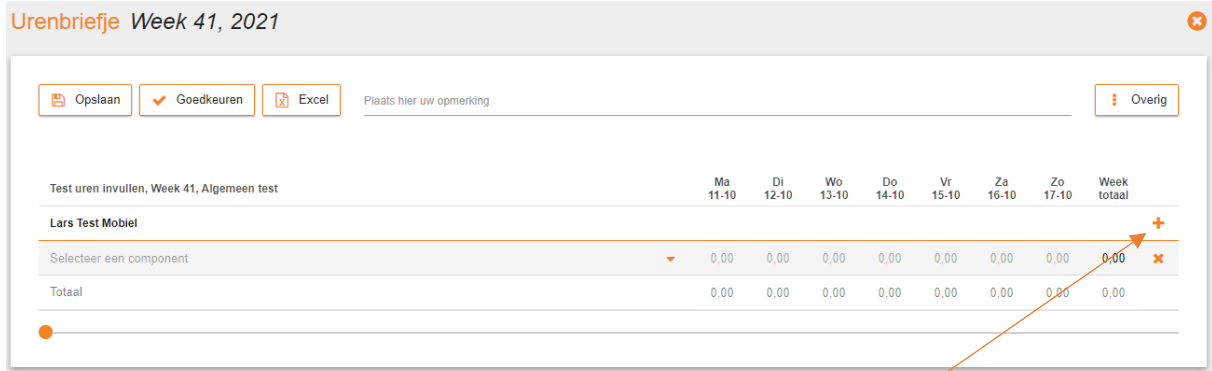 Urenbriefje Week 41, 2021
Opslaan Goedkeuren Excel Plaats hier uw opmerking Overig
Test uren invullen, Week 41, Algemeen test Ma 11-10 Di 12-10 Wo 13-10 Do 14-10 Vr 15-10 Za 16-10 Zo 17-10 Week totaal
Lars Test Mobiel
Selecteer een component 0,00 0,00 0,00 0,00 0,00 0,00 0,00 0,00
Totaal 0,00 0,00 0,00 0,00 0,00 0,00 0,00 0,00